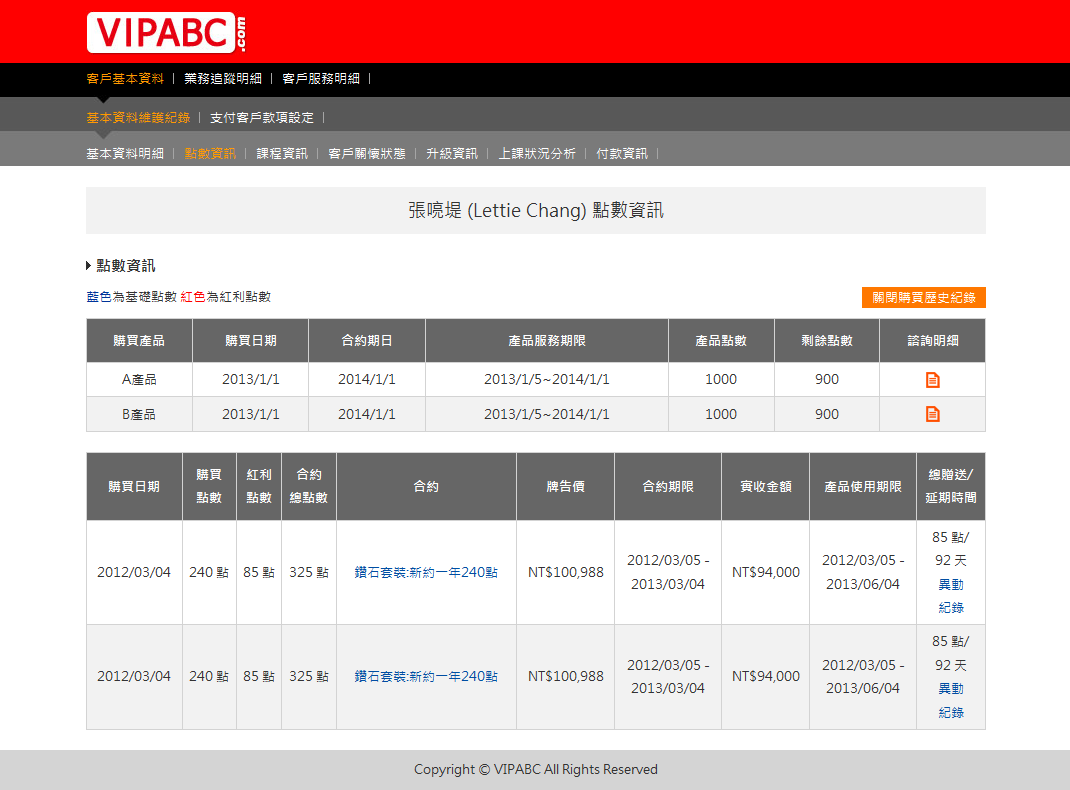 VIPABC.com
客戶基本資料 | 業務追蹤明細 | 客戶服務明細 |
基本資料維護紀錄 | 支付客戶款項設定 |
基本資料明細 | 點數資訊 | 課程資訊 | 客戶關懷狀態 | 升級資訊 | 上課狀況分析 | 付款資訊 |
張喨堤 (Lettie Chang) 點數資訊
點數資訊
藍色為基礎點數 紅色為紅利點數
關閉購買歷史紀錄
購買產品 購買日期 合約期日 產品服務期限 產品點數 剩餘點數 諮詢明細
A產品 2013/1/1 2014/1/1 2013/1/5~2014/1/1 1000 900
B產品 2013/1/1 2014/1/1 2013/1/5~2014/1/1 1000 900
購買日期 購買點數 紅利點數 合約總點數 合約 牌告價 合約期限 實收金額 產品使用期限 總贈送/延期時間
2012/03/04 240 點 85 點 325 點 鑽石套裝:新約一年240點 NT$100,988 2012/03/05 - 2013/03/04 NT$94,000 2012/03/05 - 2013/06/04 85 點/ 92 天 異動 紀錄
2012/03/04 240 點 85 點 325 點 鑽石套裝:新約一年240點 NT$100,988 2012/03/05 - 2013/03/04 NT$94,000 2012/03/05 - 2013/06/04 85 點/ 92 天 異動 紀錄
Copyright © VIPABC All Rights Reserved